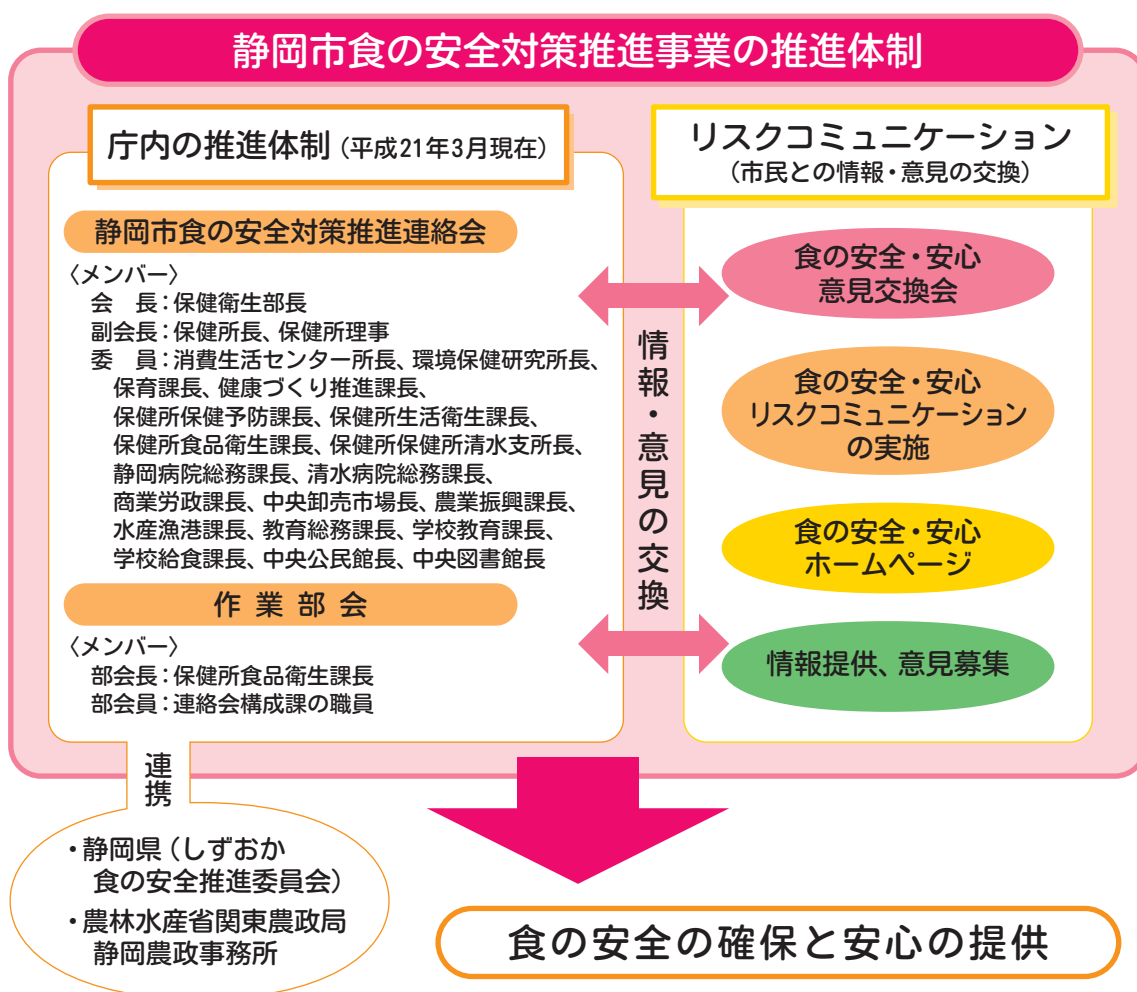 静岡市食の安全対策推進事業の推進体制
庁内の推進体制（平成21年3月現在）
静岡市食の安全対策推進連絡会
〈メンバー〉
会　長：保健衛生部長
副会長：保健所長、保健所理事
委　員：消費生活センター所長、環境保健研究所長、
保育課長、健康づくり推進課長、
保健所保健予防課長、保健所生活衛生課長、
保健所食品衛生課長、保健所保健所清水支所長、
静岡病院総務課長、清水病院総務課長、
商業労政課長、中央卸売市場長、農業振興課長、
水産漁港課長、教育総務課長、学校教育課長、
学校給食課長、中央公民館長、中央図書館長
作業部会
〈メンバー〉
部会長：保健所食品衛生課長
部会員：連絡会構成課の職員
情報・意見の交換
リスクコミュニケーション
（市民との情報・意見の交換）
食の安全・安心
意見交換会
食の安全・安心
リスクコミュニケーション
の実施
食の安全・安心
ホームページ
情報提供、意見募集
連携
・静岡県（しずおか
食の安全推進委員会）
・農林水産省関東農政局
静岡農政事務所
食の安全の確保と安心の提供